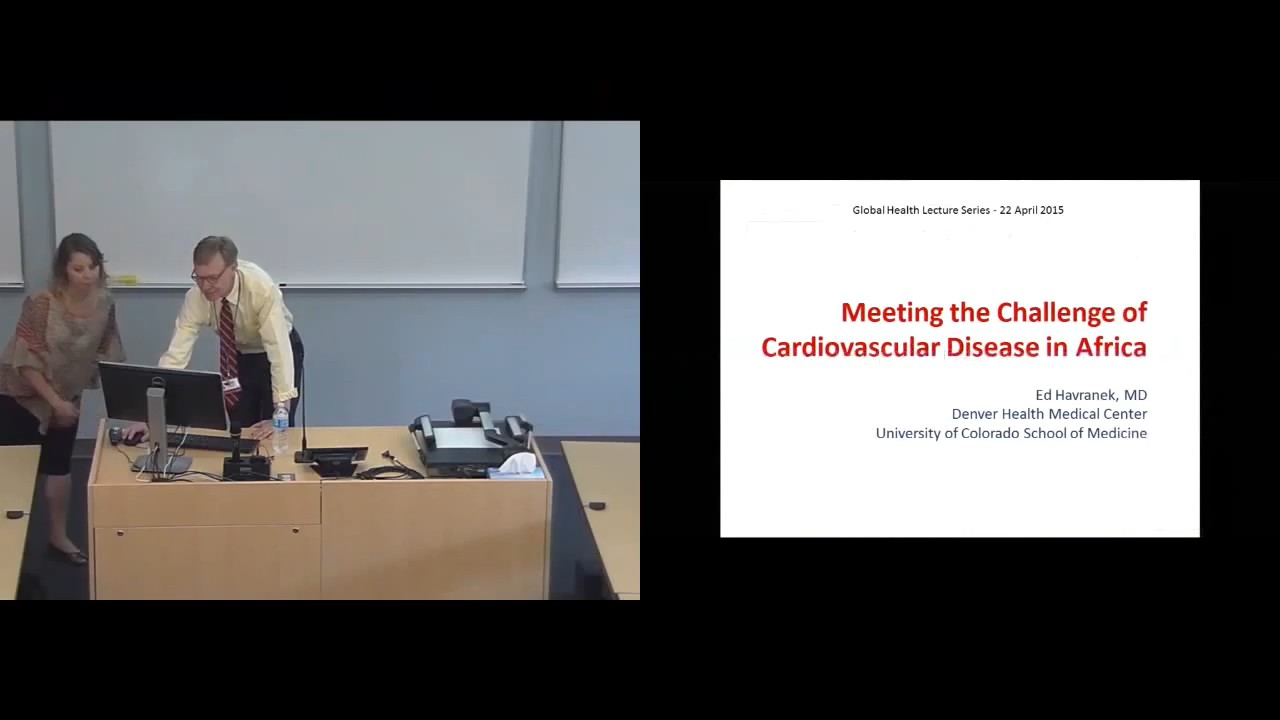 Global Health Lecture Series - 22 April 2015
Meeting the Challenge of
Cardiovascular Disease in Africa
Ed Havranek, MD
Denver Health Medical Center
University of Colorado School of Medicine